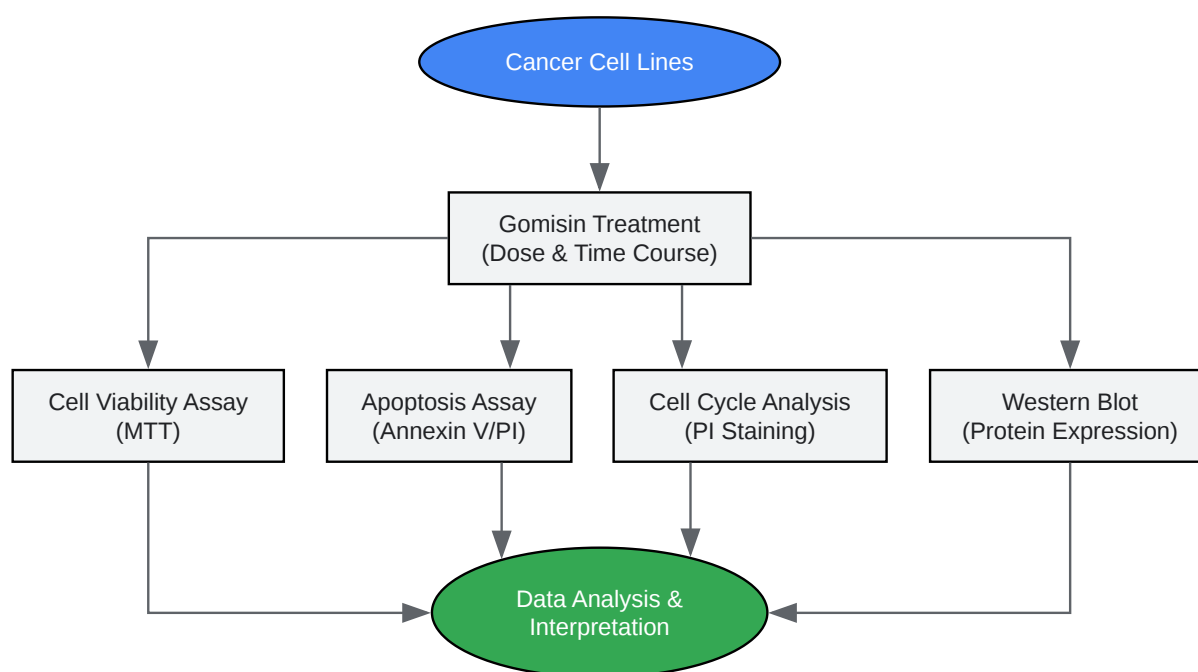 Cancer Cell Lines
Gomisin Treatment
(Dose & Time Course)
Cell Viability Assay
(MTT)
Apoptosis Assay
(Annexin V/PI)
Cell Cycle Analysis
(PI Staining)
Western Blot
(Protein Expression)
Data Analysis &
Interpretation